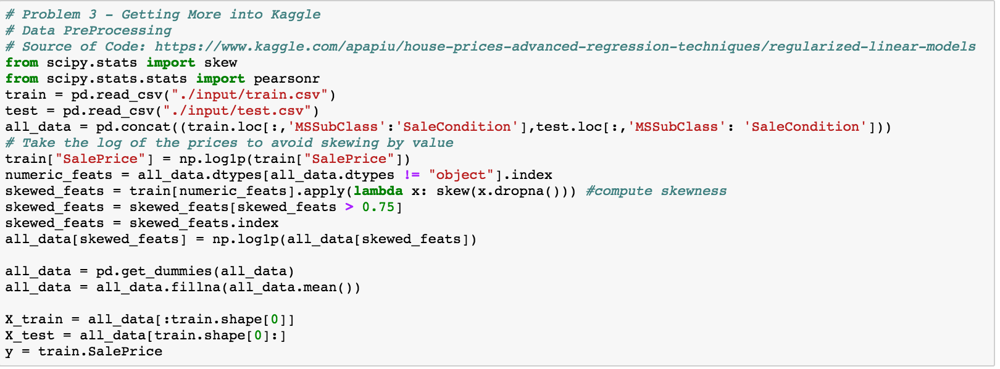 # Problem 3 - Getting More into Kaggle
# Data PreProcessing
# Source of Code: https://www.kaggle.com/apapiu/house-prices-advanced-regression-techniques/regularized-linear-models
from scipy.stats import skew
from scipy.stats.stats import pearsonr
train = pd.read_csv("./input/train.csv")
test = pd.read_csv("./input/test.csv")
all_data = pd.concat((train.loc[:,'MSSubClass':'SaleCondition'],test.loc[:,'MSSubClass': 'SaleCondition']))
# Take the log of the prices to avoid skewing by value
train["SalePrice"] = np.log1p(train["SalePrice"])
numeric_feats = all_data.dtypes[all_data.dtypes != "object"].index
skewed_feats = train[numeric_feats].apply(lambda x: skew(x.dropna())) #compute skewness
skewed_feats = skewed_feats[skewed_feats > 0.75]
skewed_feats = skewed_feats.index
all_data[skewed_feats] = np.log1p(all_data[skewed_feats])
all_data = pd.get_dummies(all_data)
all_data = all_data.fillna(all_data.mean())
X_train = all_data[:train.shape[0]]
X_test = all_data[train.shape[0]:]
y = train.SalePrice